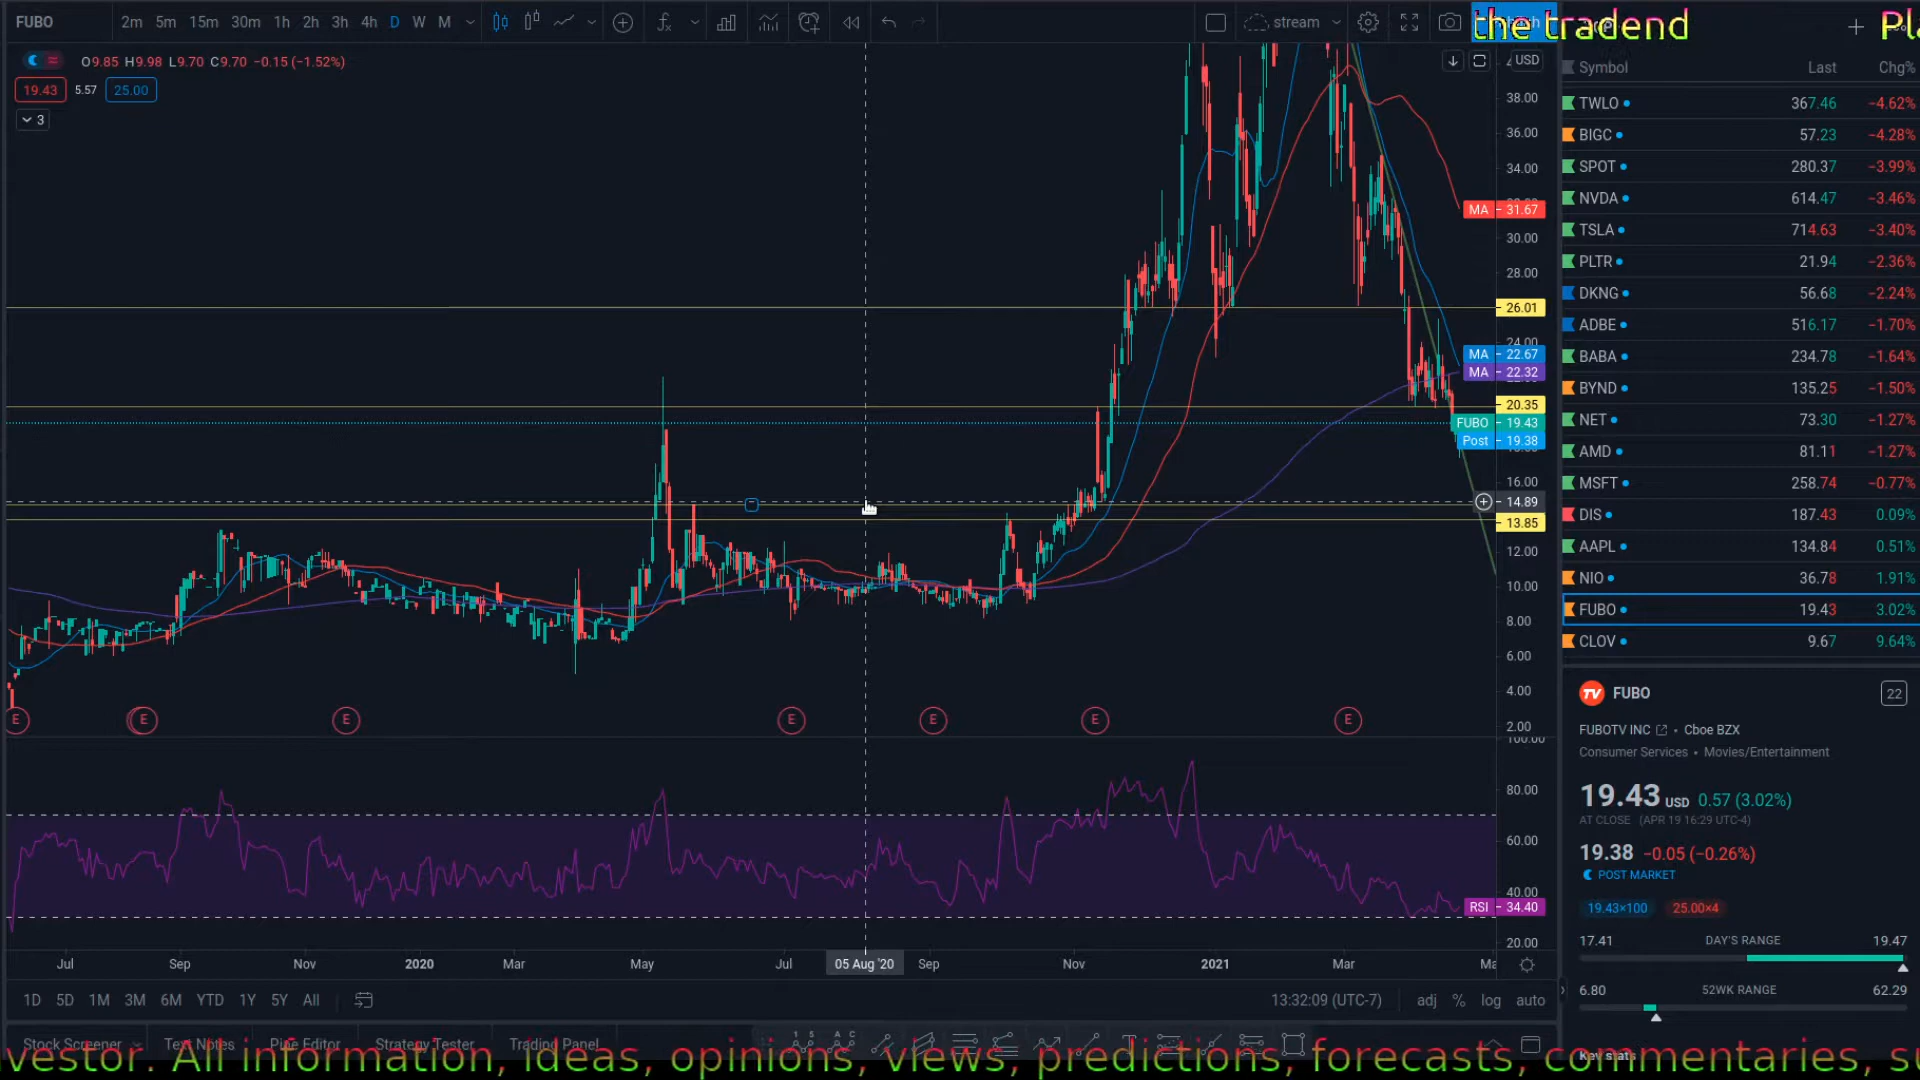 FUBO 2m 5m 15m 30m 1h 2h 3h 4h D W M stream the tradend
O9.85 H9.98 L9.70 C9.70 −0.15 (−1.52%)
19.43 5.57 25.00
3
USD
38.00
36.00
34.00
MA 31.67
30.00
28.00
26.01
24.00
MA 22.67
MA 22.32
20.35
FUBO 19.43
Post 19.38
16.00
14.89
13.85
12.00
10.00
8.00
6.00
4.00
2.00
E E E E E E E
100.00
80.00
60.00
40.00
RSI 34.40
20.00
Jul Sep Nov 2020 Mar May Jul 05 Aug '20 Sep Nov 2021 Mar
1D 5D 1M 3M 6M YTD 1Y 5Y All 13:32:09 (UTC-7) adj % log auto
Stock Screener Text Notes Pine Editor Strategy Tester Trading Panel
Symbol Last Chg%
TWLO 367.46 −4.62%
BIGC 57.23 −4.28%
SPOT 280.37 −3.99%
NVDA 614.47 −3.46%
TSLA 714.63 −3.40%
PLTR 21.94 −2.36%
DKNG 56.68 −2.24%
ADBE 516.17 −1.70%
BABA 234.78 −1.64%
BYND 135.25 −1.50%
NET 73.30 −1.27%
AMD 81.11 −1.27%
MSFT 258.74 −0.77%
DIS 187.43 0.09%
AAPL 134.84 0.51%
NIO 36.78 1.91%
FUBO 19.43 3.02%
CLOV 9.67 9.64%
FUBO 22
FUBOTV INC • Cboe BZX
Consumer Services • Movies/Entertainment
19.43 USD 0.57 (3.02%)
AT CLOSE (APR 19 16:29 UTC-4)
19.38 −0.05 (−0.26%)
POST MARKET
19.43×100 25.00×4
17.41 DAY'S RANGE 19.47
6.80 52WK RANGE 62.29
Key stats
vestor. All information, ideas, opinions, views, predictions, forecasts, commentaries, su